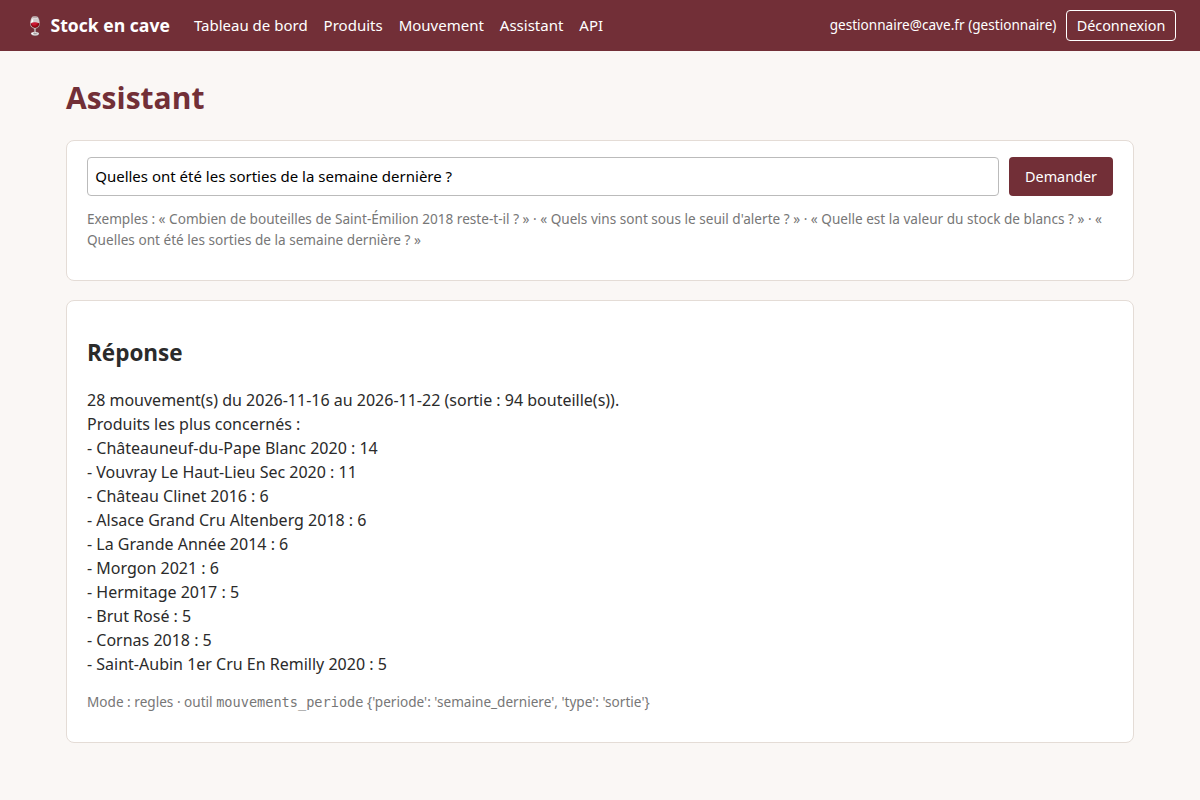 Stock en cave Tableau de bord Produits Mouvement Assistant API gestionnaire@cave.fr (gestionnaire) Déconnexion
Assistant
Quelles ont été les sorties de la semaine dernière ? Demander
Exemples : « Combien de bouteilles de Saint-Émilion 2018 reste-t-il ? » · « Quels vins sont sous le seuil d'alerte ? » · « Quelle est la valeur du stock de blancs ? » · «
Quelles ont été les sorties de la semaine dernière ? »
Réponse
28 mouvement(s) du 2026-11-16 au 2026-11-22 (sortie : 94 bouteille(s)).
Produits les plus concernés :
- Châteauneuf-du-Pape Blanc 2020 : 14
- Vouvray Le Haut-Lieu Sec 2020 : 11
- Château Clinet 2016 : 6
- Alsace Grand Cru Altenberg 2018 : 6
- La Grande Année 2014 : 6
- Morgon 2021 : 6
- Hermitage 2017 : 5
- Brut Rosé : 5
- Cornas 2018 : 5
- Saint-Aubin 1er Cru En Remilly 2020 : 5
Mode : regles · outil mouvements_periode {'periode': 'semaine_derniere', 'type': 'sortie'}